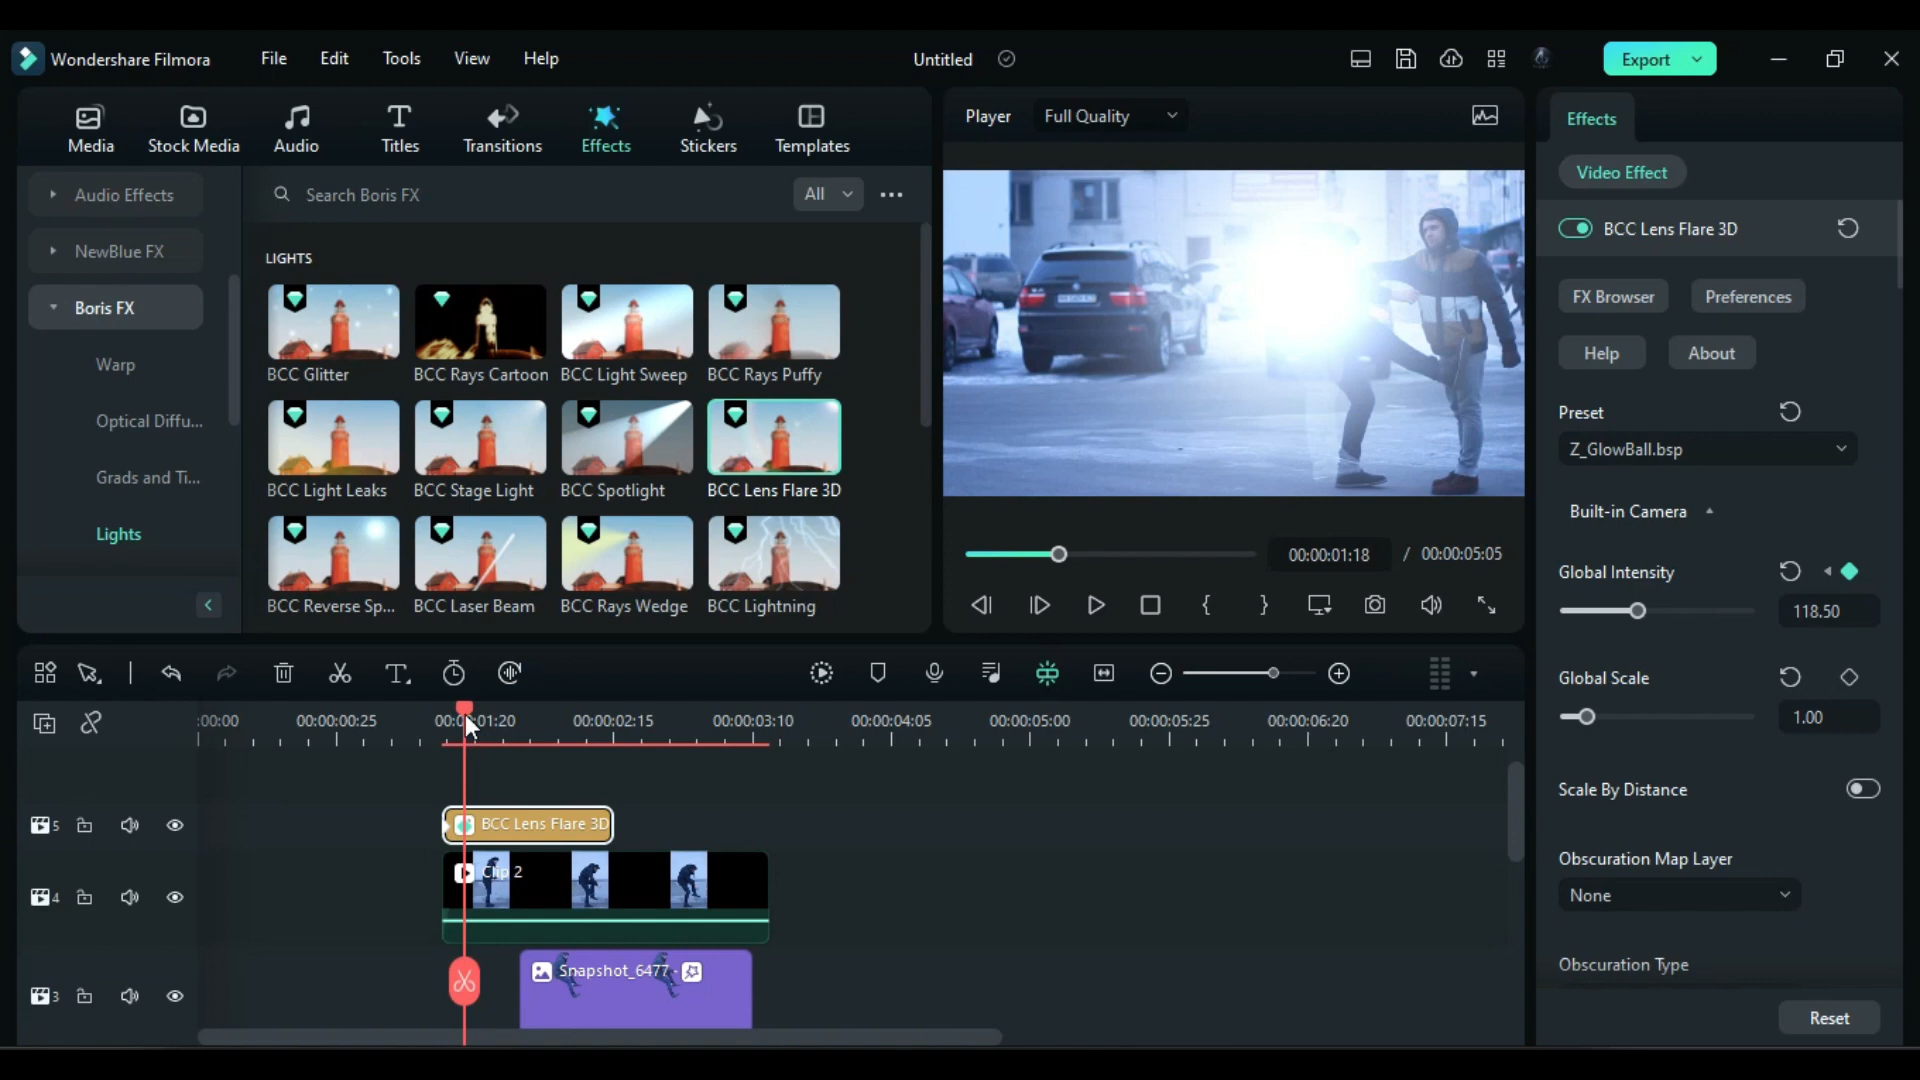 Wondershare Filmora
File
Edit
Tools
View
Help
Untitled
Export
Media
Stock Media
Audio
Titles
Transitions
Effects
Stickers
Templates
Player
Full Quality
Effects
Audio Effects
NewBlue FX
Boris FX
Warp
Optical Diffu...
Grads and Ti...
Lights
Search Boris FX
All
LIGHTS
BCC Glitter
BCC Rays Cartoon
BCC Light Sweep
BCC Rays Puffy
BCC Light Leaks
BCC Stage Light
BCC Spotlight
BCC Lens Flare 3D
BCC Reverse Sp...
BCC Laser Beam
BCC Rays Wedge
BCC Lightning
00:00:01:18 / 00:00:05:05
Video Effect
BCC Lens Flare 3D
FX Browser
Preferences
Help
About
Preset
Z_GlowBall.bsp
Built-in Camera
Global Intensity
118.50
Global Scale
1.00
Scale By Distance
Obscuration Map Layer
None
Obscuration Type
Reset
:00:00
00:00:00:25
00:00:01:20
00:00:02:15
00:00:03:10
00:00:04:05
00:00:05:00
00:00:05:25
00:00:06:20
00:00:07:15
5
BCC Lens Flare 3D
4
Clip 2
3
Snapshot_6477-